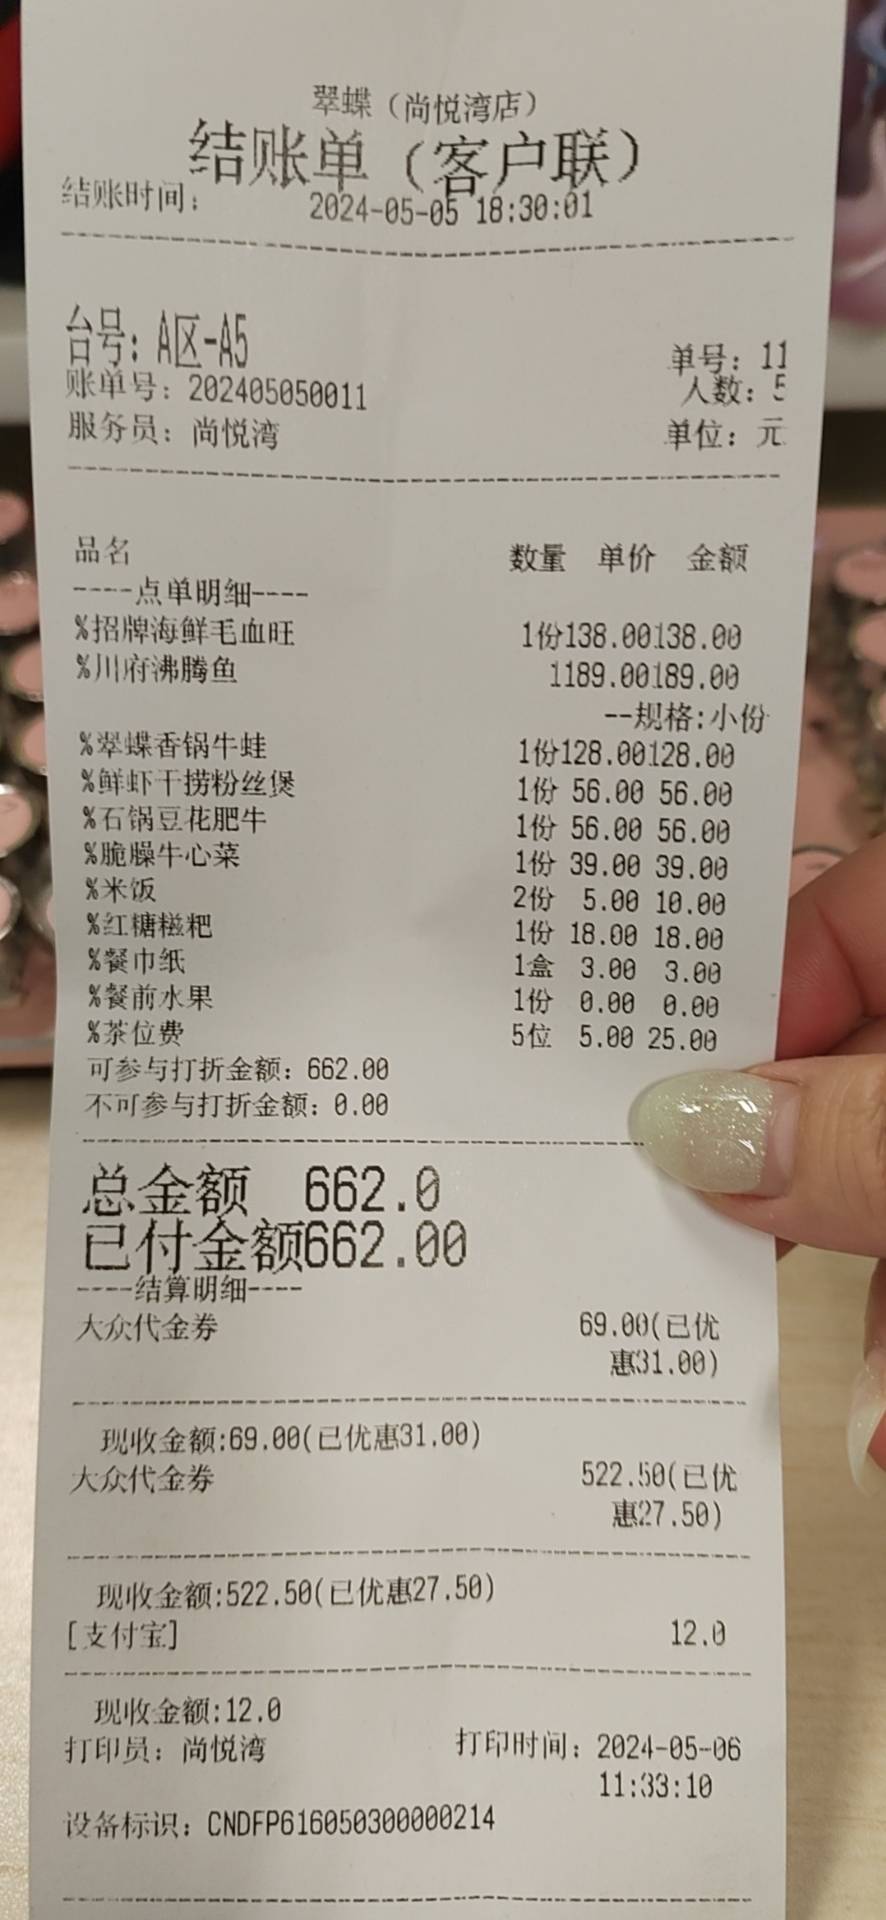 翠蝶（尚悦湾店）
结账单（客户联）
结账时间： 2024-05-05 18:30:01
台号：A区-A5
单号：11
账单号：202405050011
人数：5
服务员：尚悦湾
单位：元
品名 数量 单价 金额
----点单明细----
%招牌海鲜毛血旺 1份138.00138.00
%川府沸腾鱼 1189.00189.00
--规格:小份
%翠蝶香锅牛蛙 1份128.00128.00
%鲜虾干捞粉丝煲 1份 56.00 56.00
%石锅豆花肥牛 1份 56.00 56.00
%脆臊牛心菜 1份 39.00 39.00
%米饭 2份 5.00 10.00
%红糖糍粑 1份 18.00 18.00
%餐巾纸 1盒 3.00 3.00
%餐前水果 1份 0.00 0.00
%茶位费 5位 5.00 25.00
可参与打折金额：662.00
不可参与打折金额：0.00
总金额 662.0
已付金额662.00
----结算明细----
大众代金券 69.00(已优
惠31.00)
现收金额:69.00(已优惠31.00)
大众代金券 522.50(已优
惠27.50)
现收金额:522.50(已优惠27.50)
[支付宝] 12.0
现收金额:12.0
打印员：尚悦湾 打印时间：2024-05-06
11:33:10
设备标识：CNDFP616050300000214